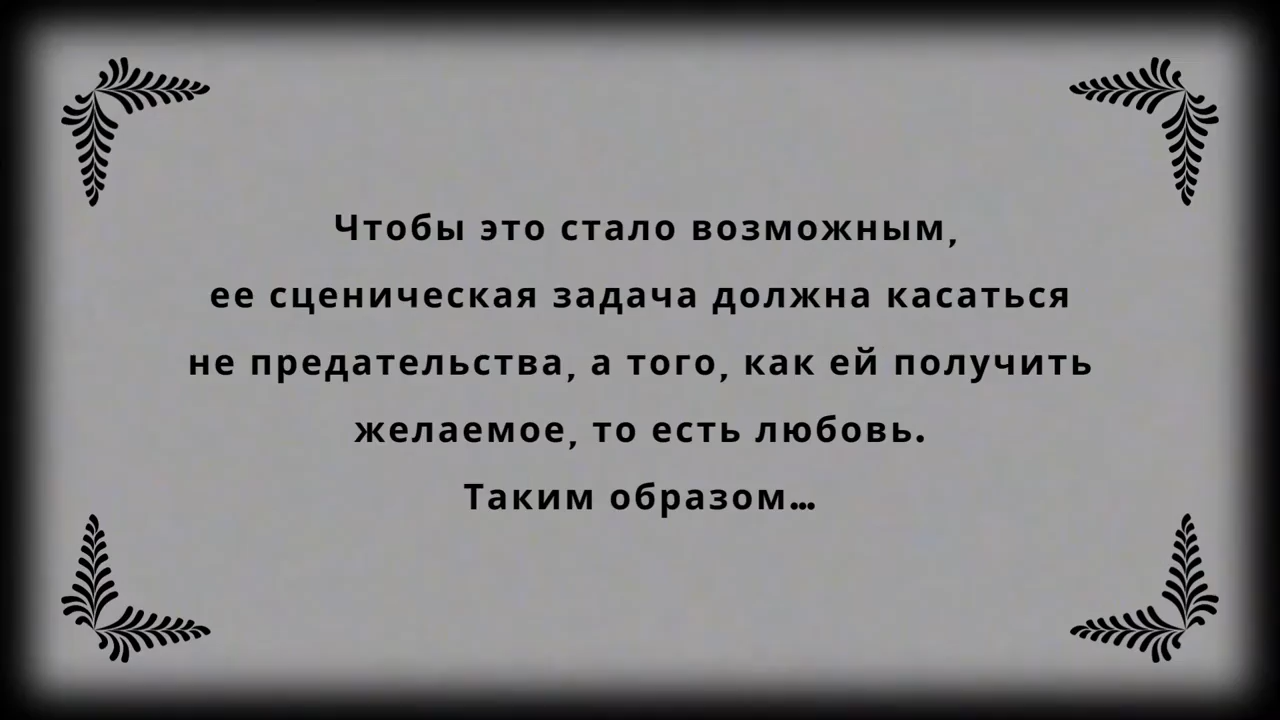 Чтобы это стало возможным,
ее сценическая задача должна касаться
не предательства, а того, как ей получить
желаемое, то есть любовь.
Таким образом…